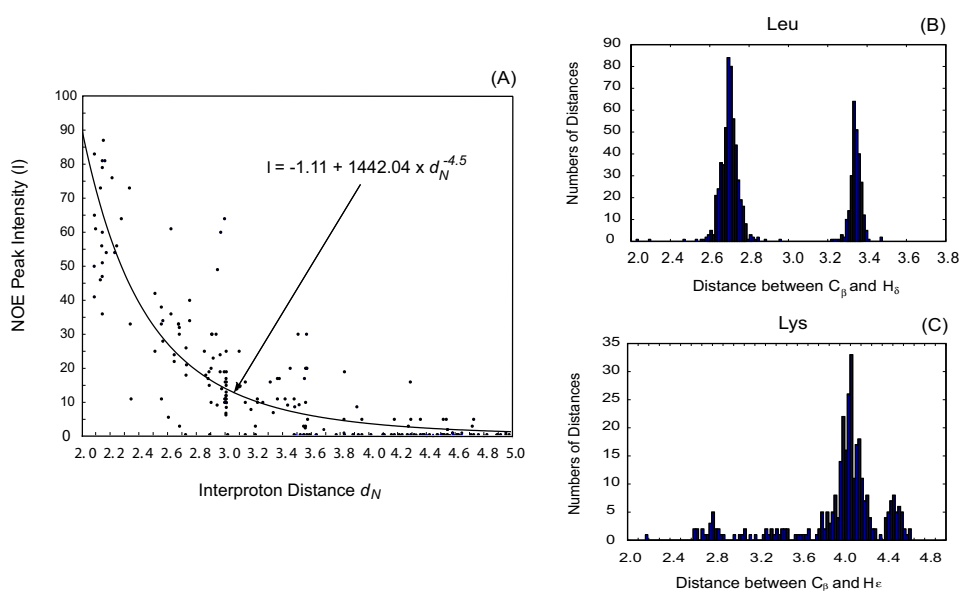 (A)
100
90
80
70
60
50
40
30
20
10
0
NOE Peak Intensity (I)
I = -1.11 + 1442.04 x d_N^-4.5
2.0 2.2 2.4 2.6 2.8 3.0 3.2 3.4 3.6 3.8 4.0 4.2 4.4 4.6 4.8 5.0
Interproton Distance d_N
Leu
(B)
90
80
70
60
50
40
30
20
10
0
Numbers of Distances
2.0 2.2 2.4 2.6 2.8 3.0 3.2 3.4 3.6 3.8
Distance between Cβ and Hδ
Lys
(C)
35
30
25
20
15
10
5
0
Numbers of Distances
2.0 2.4 2.8 3.2 3.6 4.0 4.4 4.8
Distance between Cβ and Hε